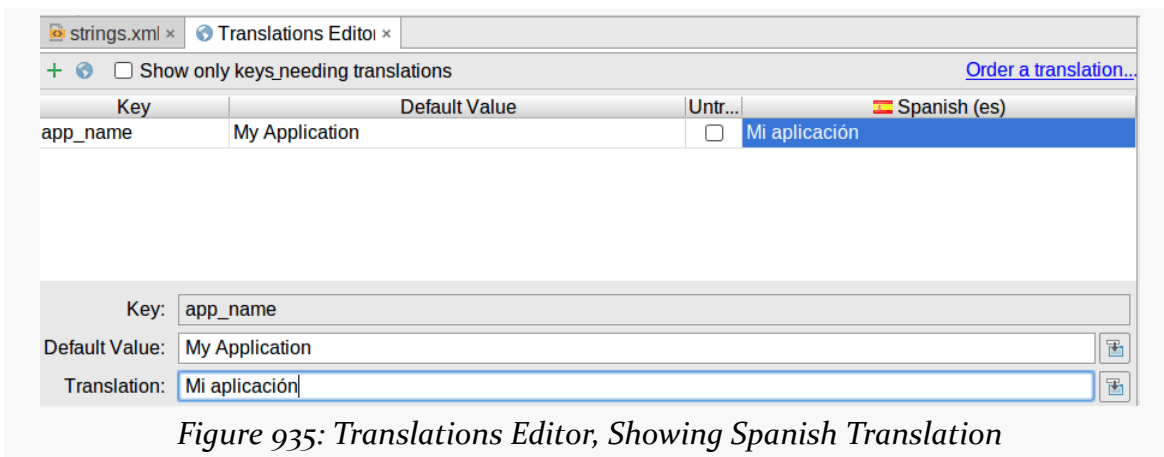 strings.xml × Translations Editor ×
Show only keys needing translations Order a translation...
Key Default Value Untr... Spanish (es)
app_name My Application Mi aplicación
Key: app_name
Default Value: My Application
Translation: Mi aplicación
Figure 935: Translations Editor, Showing Spanish Translation